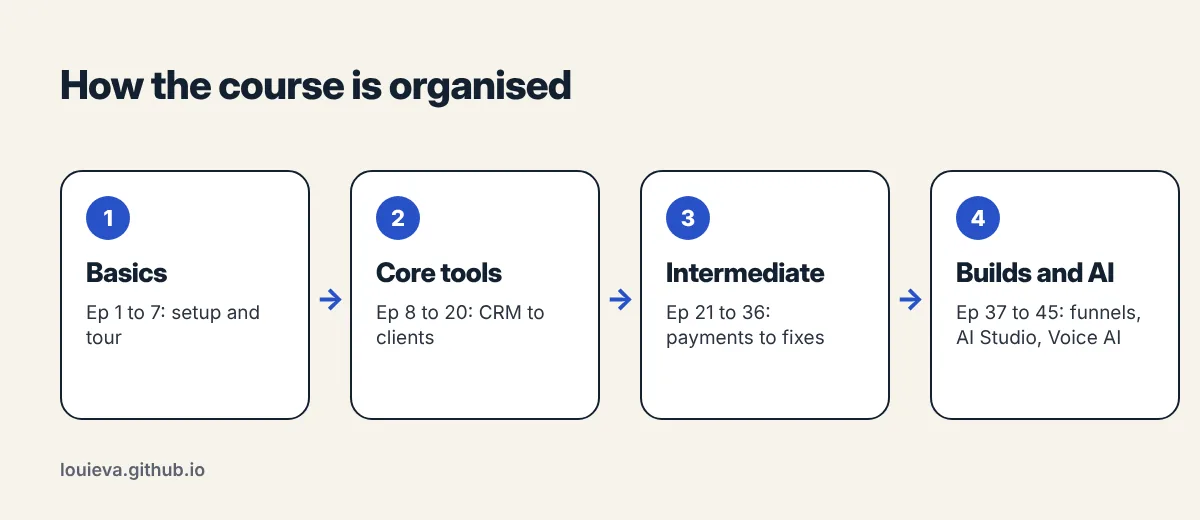 How the course is organised
1
Basics
Ep 1 to 7: setup and
tour
2
Core tools
Ep 8 to 20: CRM to
clients
3
Intermediate
Ep 21 to 36:
payments to fixes
4
Builds and AI
Ep 37 to 45: funnels,
AI Studio, Voice AI
louieva.github.io